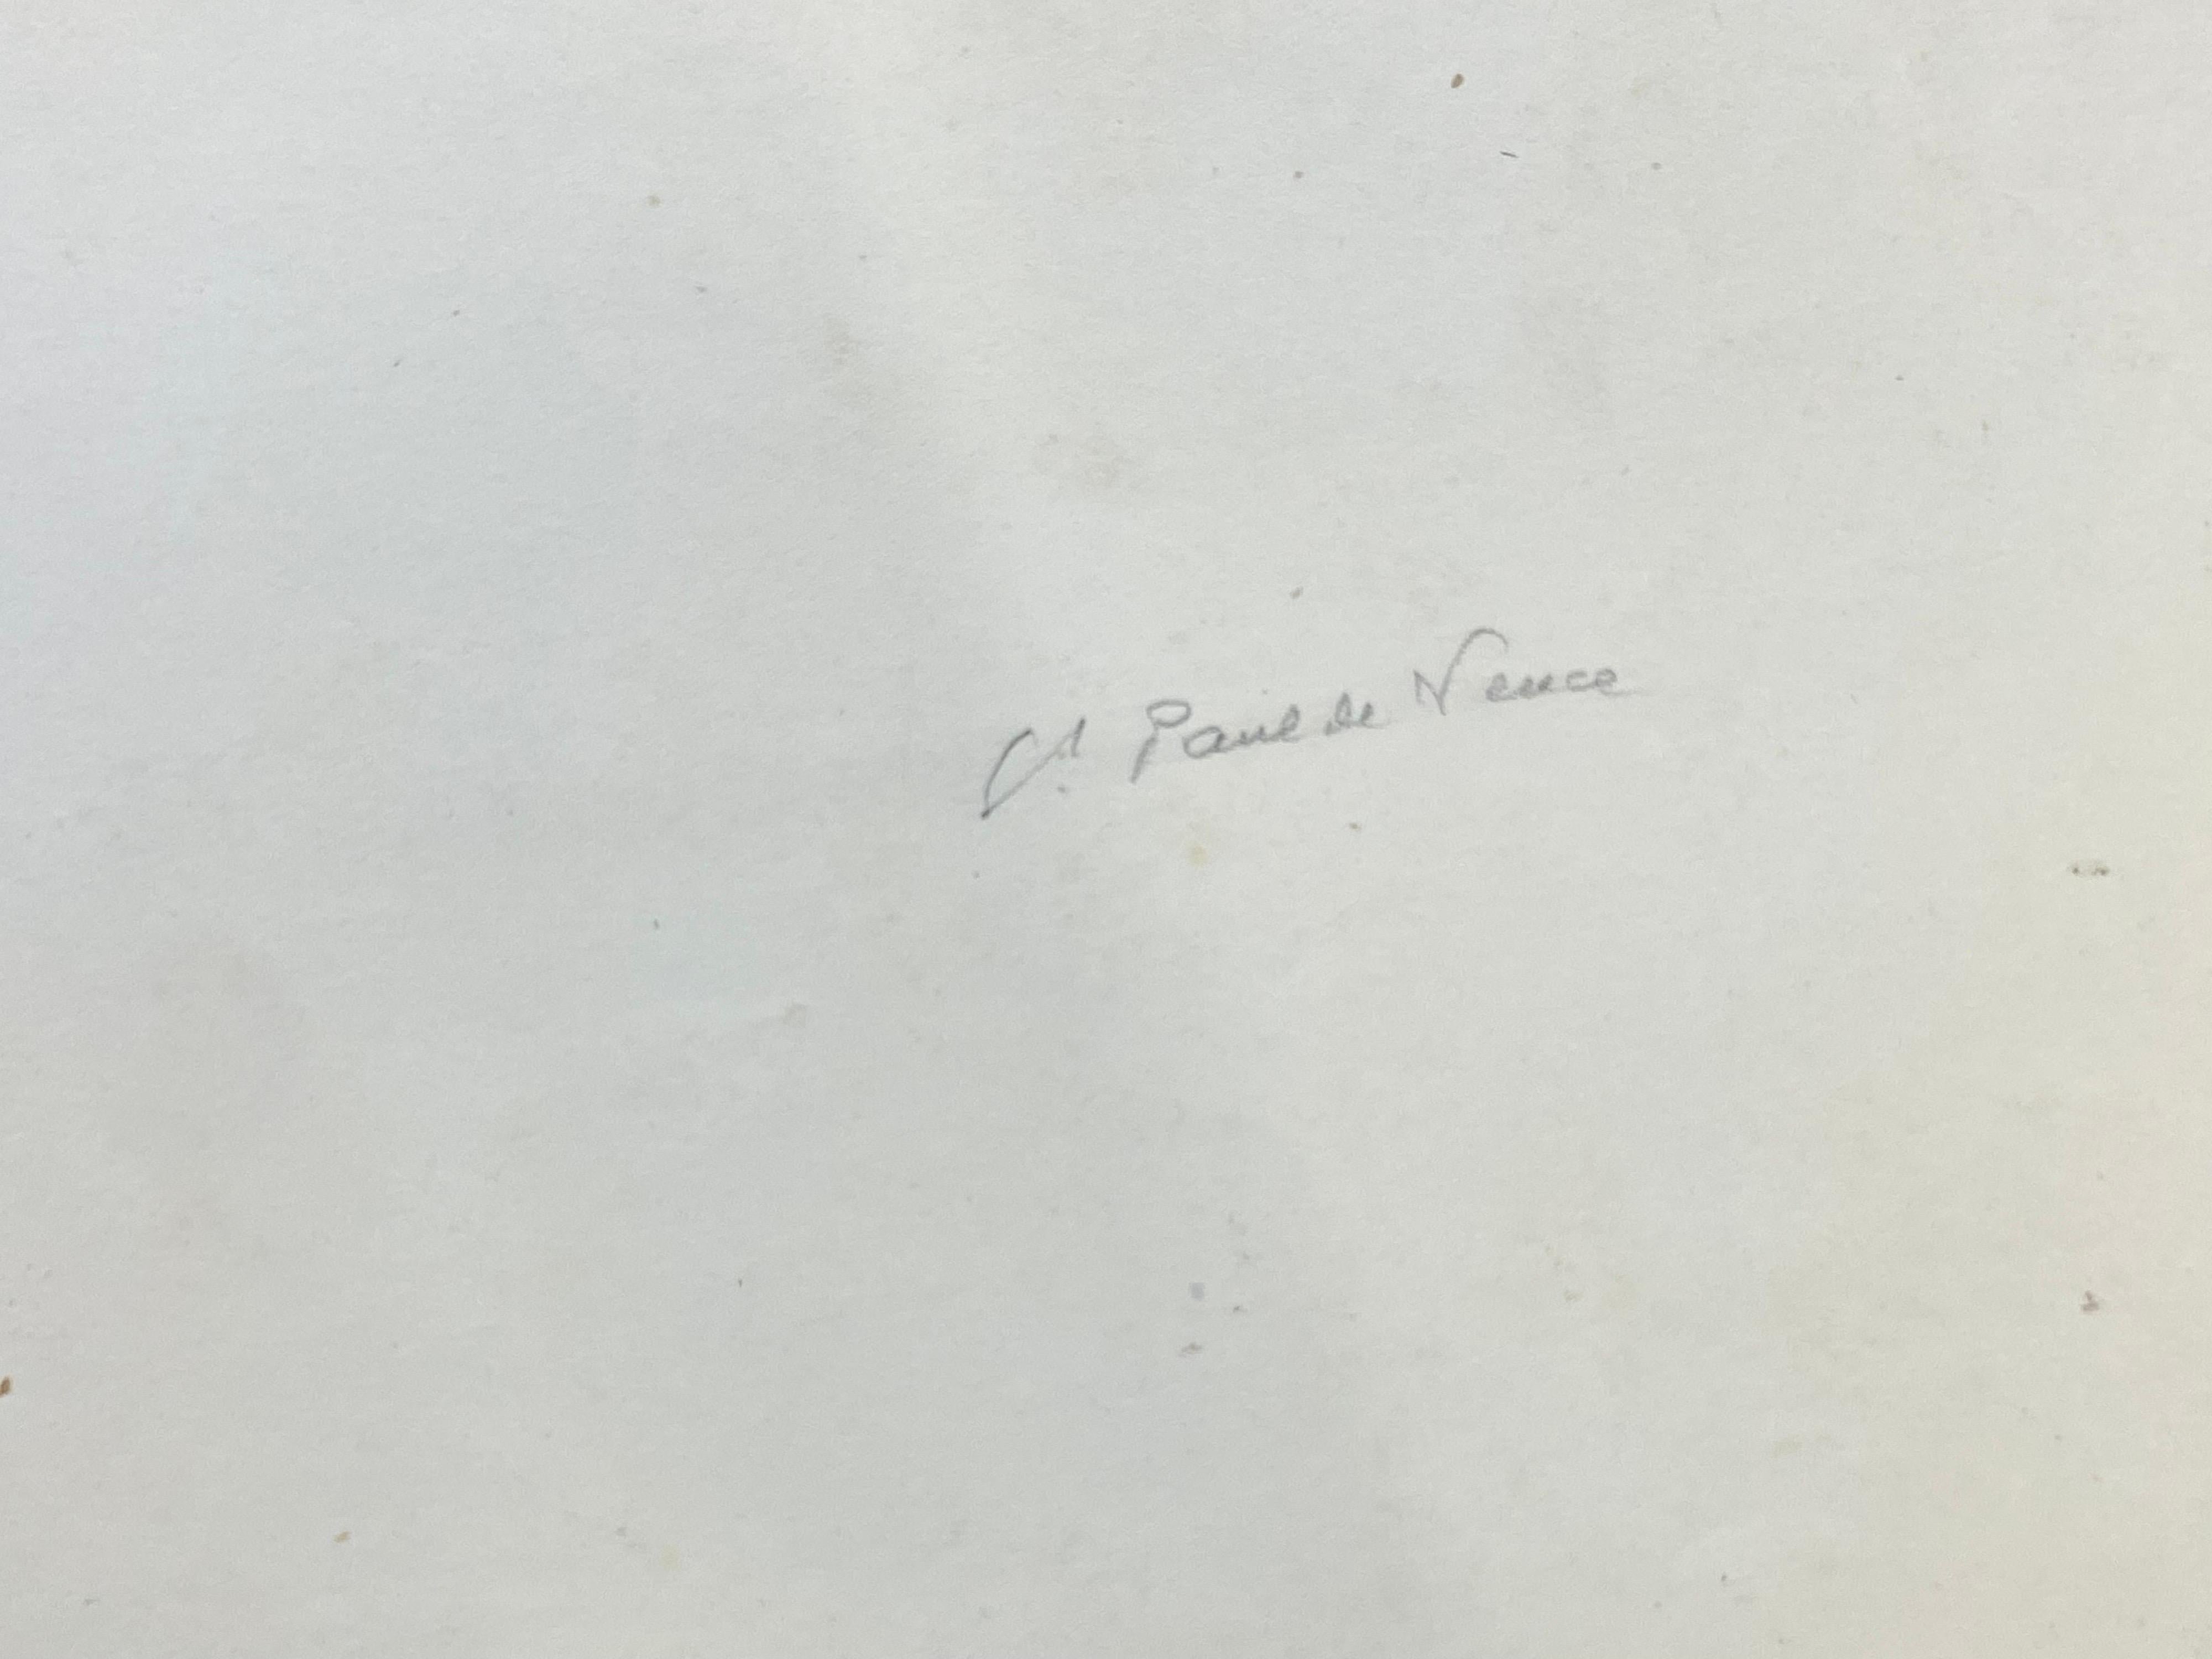 St. Paul de Vence